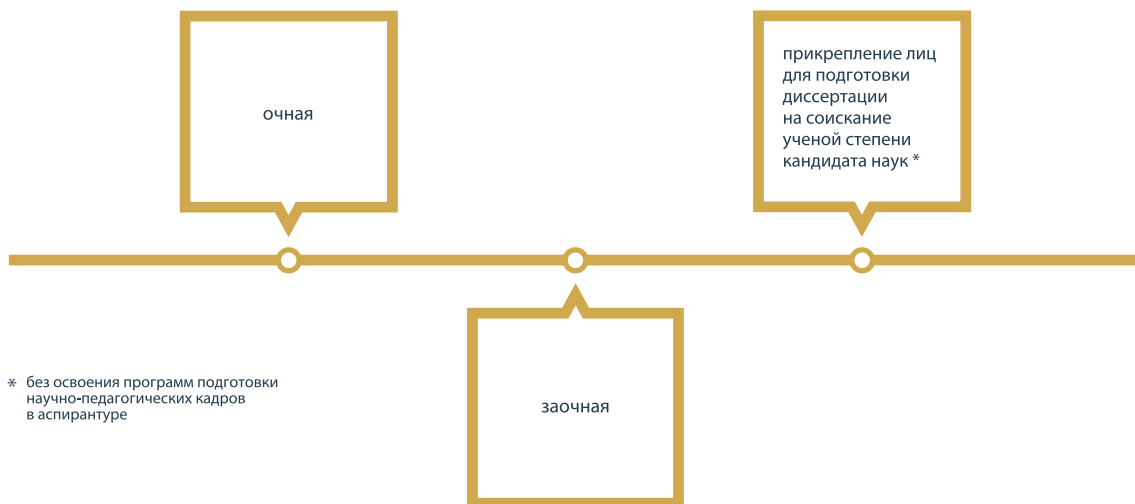 очная
прикрепление лиц
для подготовки
диссертации
на соискание
ученой степени
кандидата наук *
заочная
* без освоения программ подготовки
научно-педагогических кадров
в аспирантуре